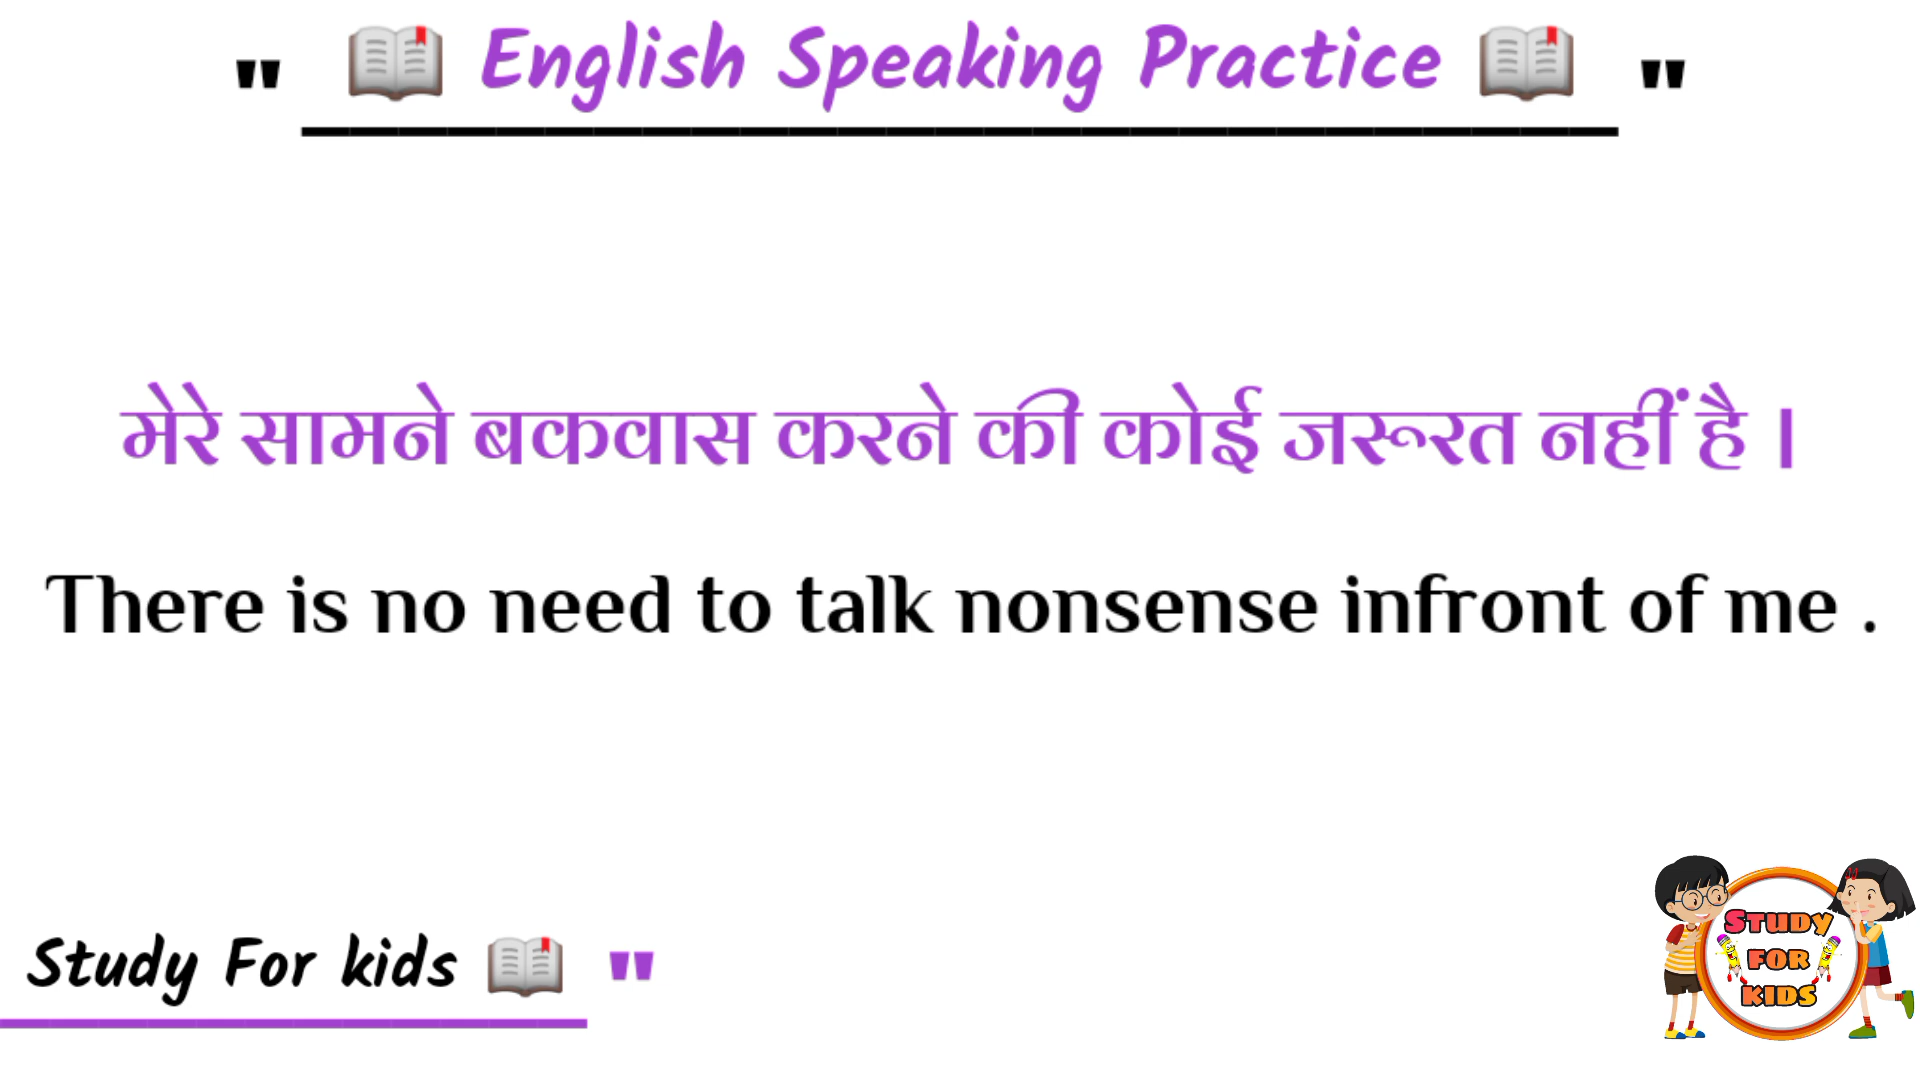 " 📖 English Speaking Practice 📖 "
मेरे सामने बकवास करने की कोई जरूरत नहीं है ।
There is no need to talk nonsense infront of me .
Study For kids 📖 "
STUDY
FOR
KIDS